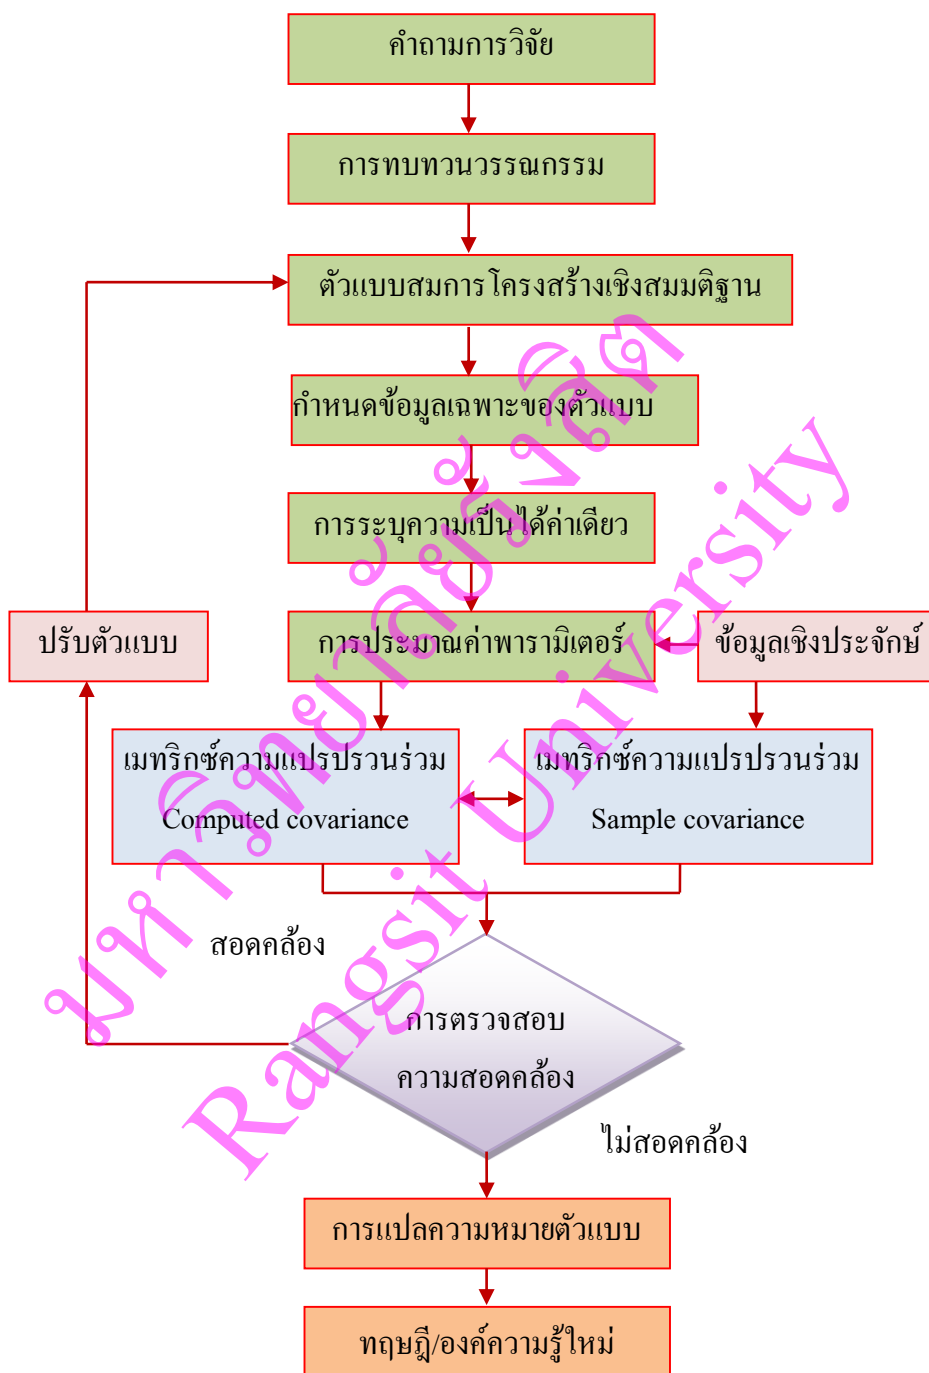 คำถามการวิจัย
การทบทวนวรรณกรรม
ตัวแบบสมการโครงสร้างเชิงสมมติฐาน
กำหนดข้อมูลเฉพาะของตัวแบบ
การระบุความเป็นได้ค่าเดียว
ปรับตัวแบบ
การประมาณค่าพารามิเตอร์
ข้อมูลเชิงประจักษ์
เมทริกซ์ความแปรปรวนร่วม
Computed covariance
เมทริกซ์ความแปรปรวนร่วม
Sample covariance
สอดคล้อง
การตรวจสอบ
ความสอดคล้อง
ไม่สอดคล้อง
การแปลความหมายตัวแบบ
ทฤษฎี/องค์ความรู้ใหม่
มหาวิทยาลัยรังสิต
Rangsit University